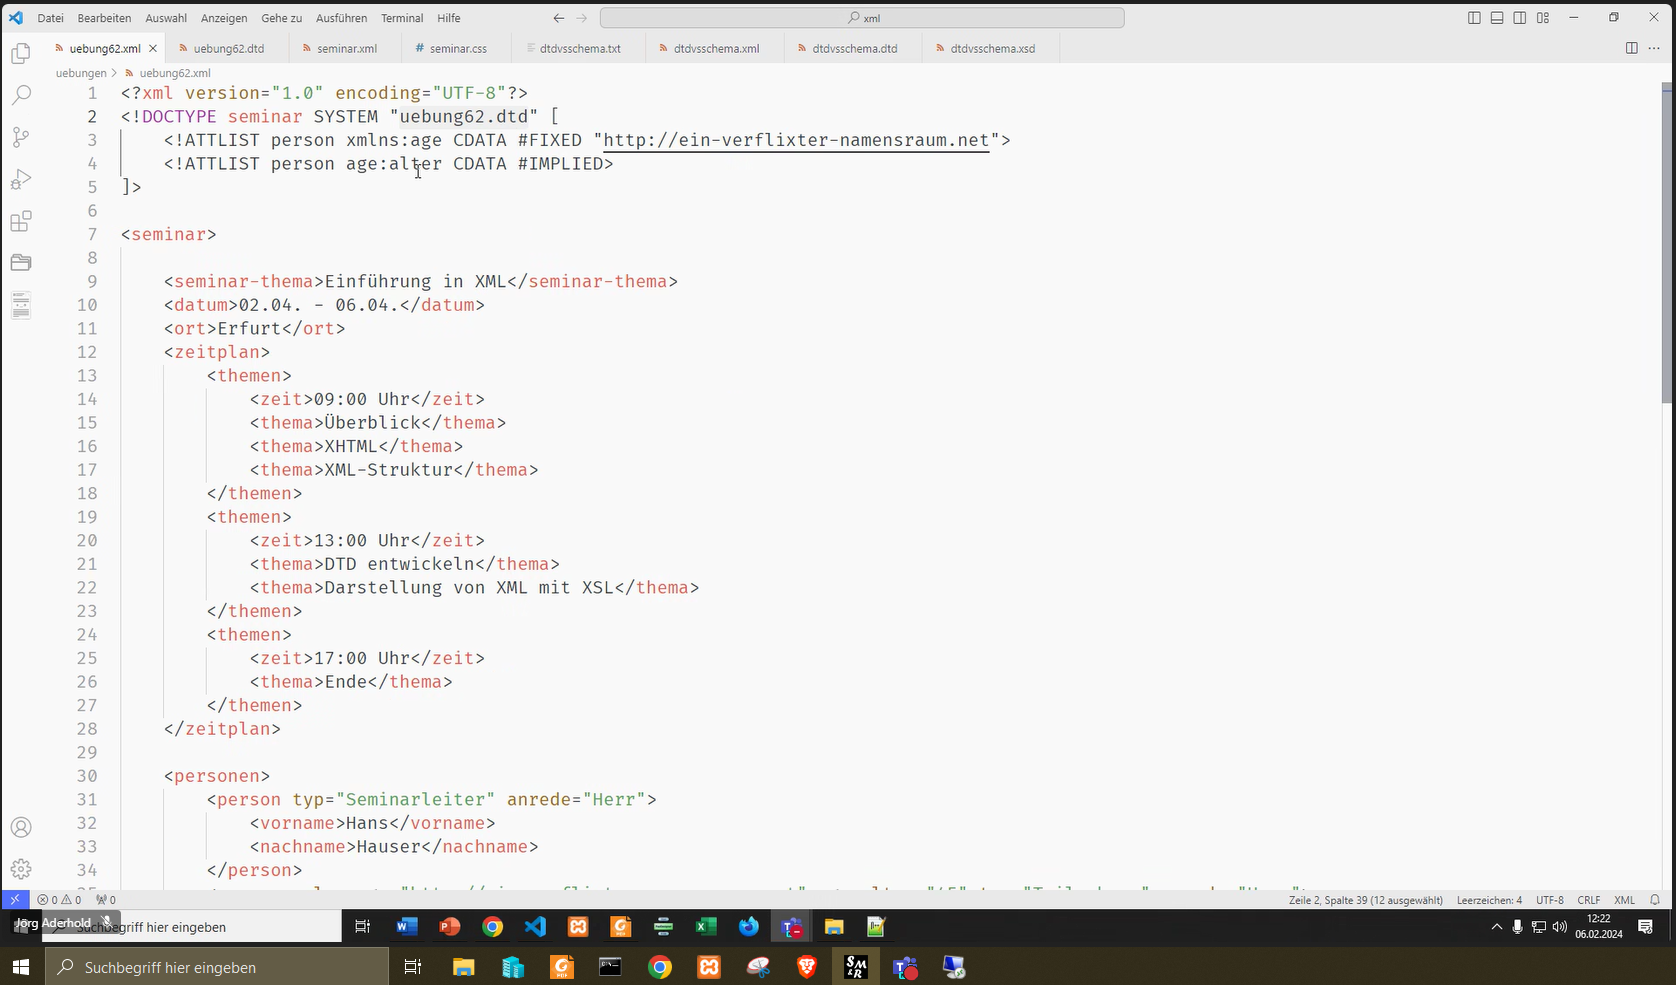 Datei Bearbeiten Auswahl Anzeigen Gehe zu Ausführen Terminal Hilfe
xml
uebung62.xml
uebung62.dtd
seminar.xml
# seminar.css
dtdvsschema.txt
dtdvsschema.xml
dtdvsschema.dtd
dtdvsschema.xsd
uebungen > uebung62.xml
1 <?xml version="1.0" encoding="UTF-8"?>
2 <!DOCTYPE seminar SYSTEM "uebung62.dtd" [
3 <!ATTLIST person xmlns:age CDATA #FIXED "http://ein-verflixter-namensraum.net">
4 <!ATTLIST person age:alter CDATA #IMPLIED>
5 ]>
6
7 <seminar>
8
9 <seminar-thema>Einführung in XML</seminar-thema>
10 <datum>02.04. - 06.04.</datum>
11 <ort>Erfurt</ort>
12 <zeitplan>
13 <themen>
14 <zeit>09:00 Uhr</zeit>
15 <thema>Überblick</thema>
16 <thema>XHTML</thema>
17 <thema>XML-Struktur</thema>
18 </themen>
19 <themen>
20 <zeit>13:00 Uhr</zeit>
21 <thema>DTD entwickeln</thema>
22 <thema>Darstellung von XML mit XSL</thema>
23 </themen>
24 <themen>
25 <zeit>17:00 Uhr</zeit>
26 <thema>Ende</thema>
27 </themen>
28 </zeitplan>
29
30 <personen>
31 <person typ="Seminarleiter" anrede="Herr">
32 <vorname>Hans</vorname>
33 <nachname>Hauser</nachname>
34 </person>
0 0 0
Zeile 2, Spalte 39 (12 ausgewählt) Leerzeichen: 4 UTF-8 CRLF XML
Jörg Aderhold
Suchbegriff hier eingeben
12:22
06.02.2024
Suchbegriff hier eingeben